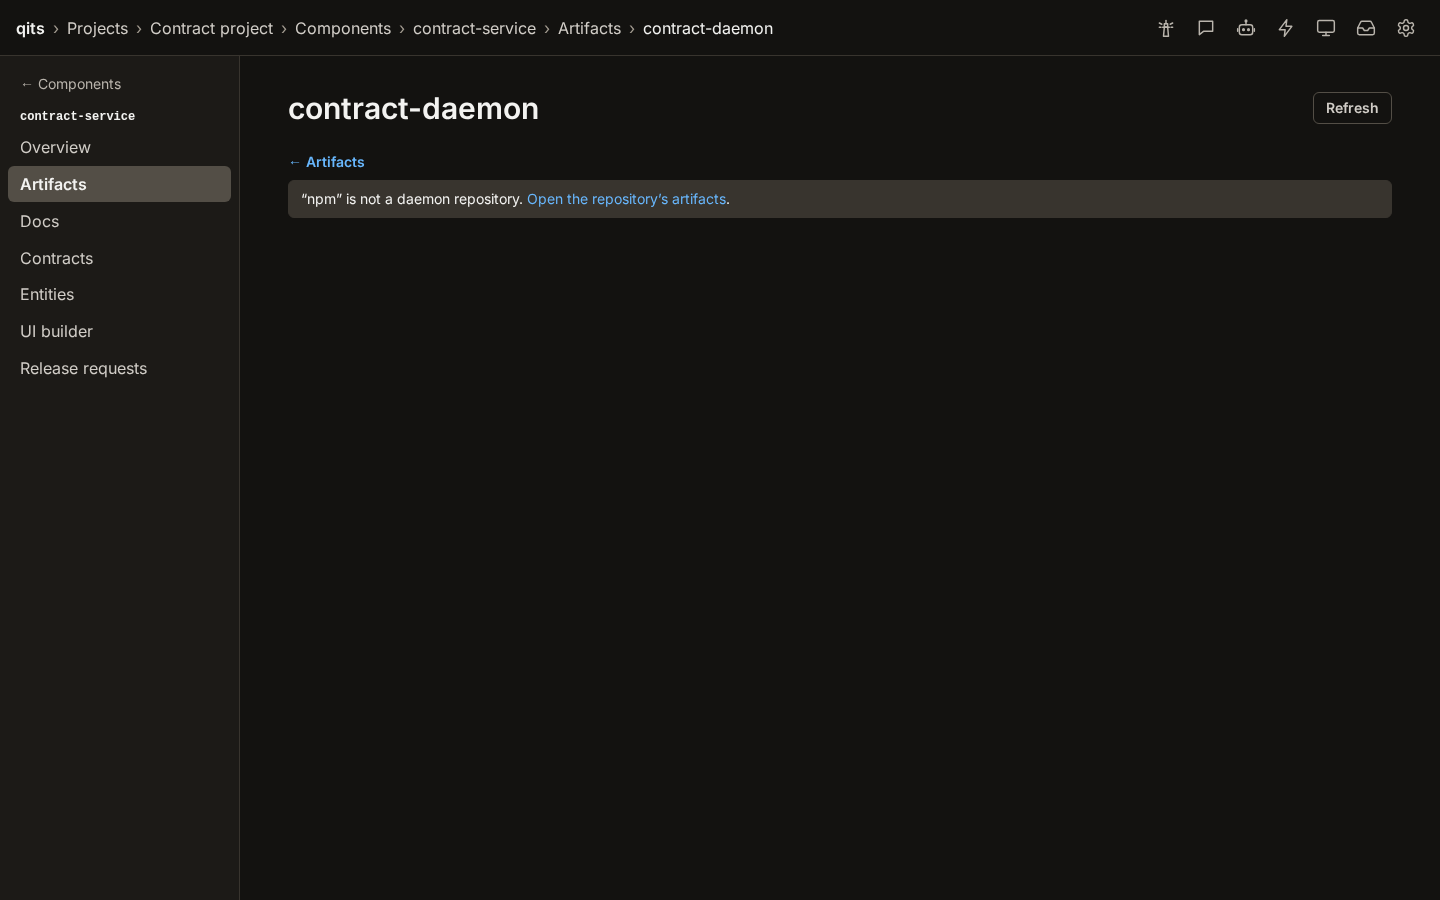 qits › Projects › Contract project › Components › contract-service › Artifacts › contract-daemon
← Components
contract-service
Overview
Artifacts
Docs
Contracts
Entities
UI builder
Release requests
contract-daemon
Refresh
← Artifacts
“npm” is not a daemon repository. Open the repository’s artifacts.